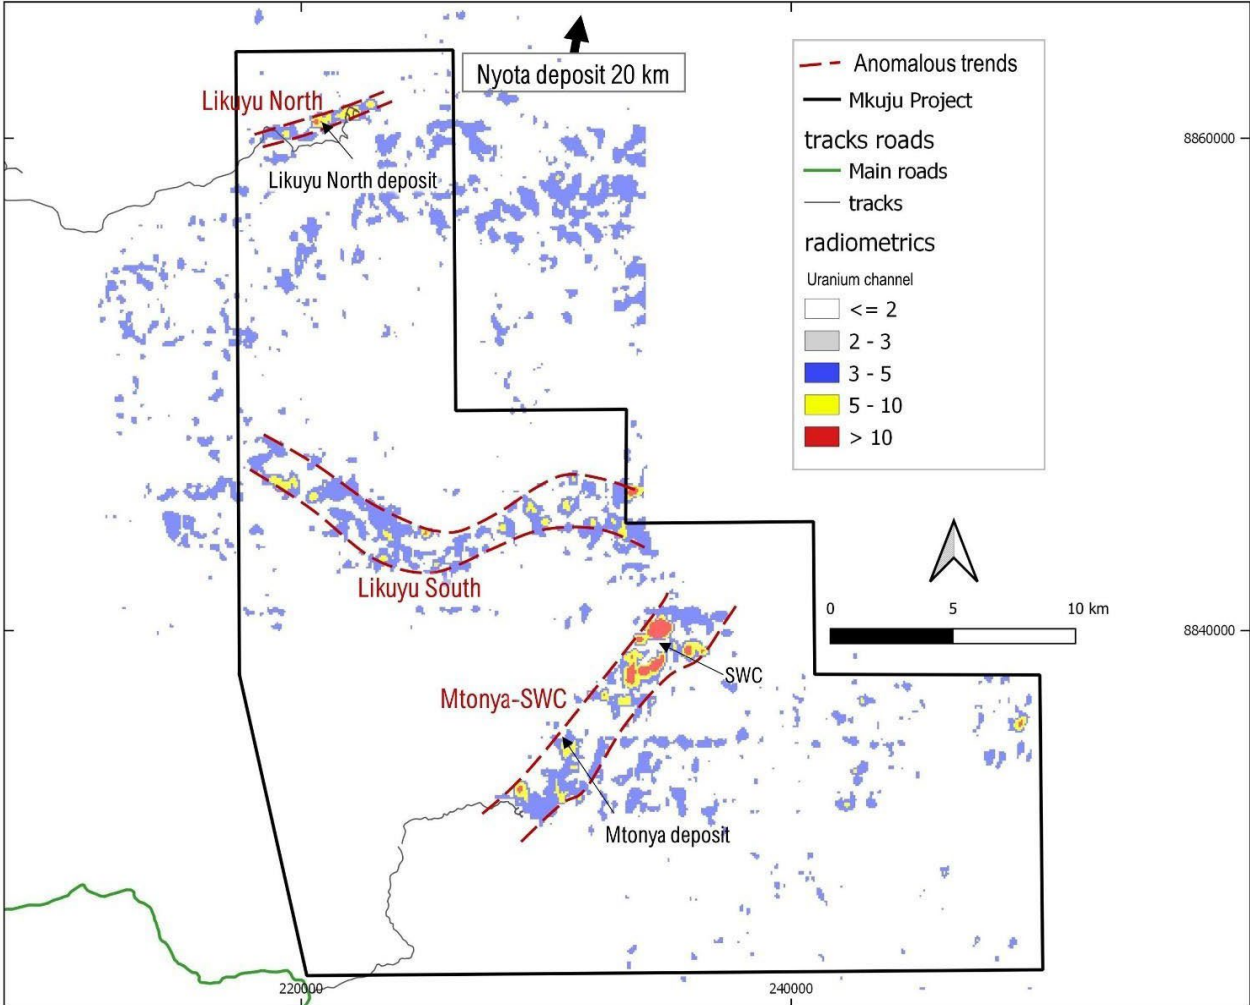 Nyota deposit 20 km
Likuyu North
Likuyu North deposit
Likuyu South
Mtonya-SWC
SWC
Mtonya deposit
Anomalous trends
Mkuju Project
tracks roads
Main roads
tracks
radiometrics
Uranium channel
<= 2
2 - 3
3 - 5
5 - 10
> 10
0 5 10 km
8860000
8840000
220000
240000